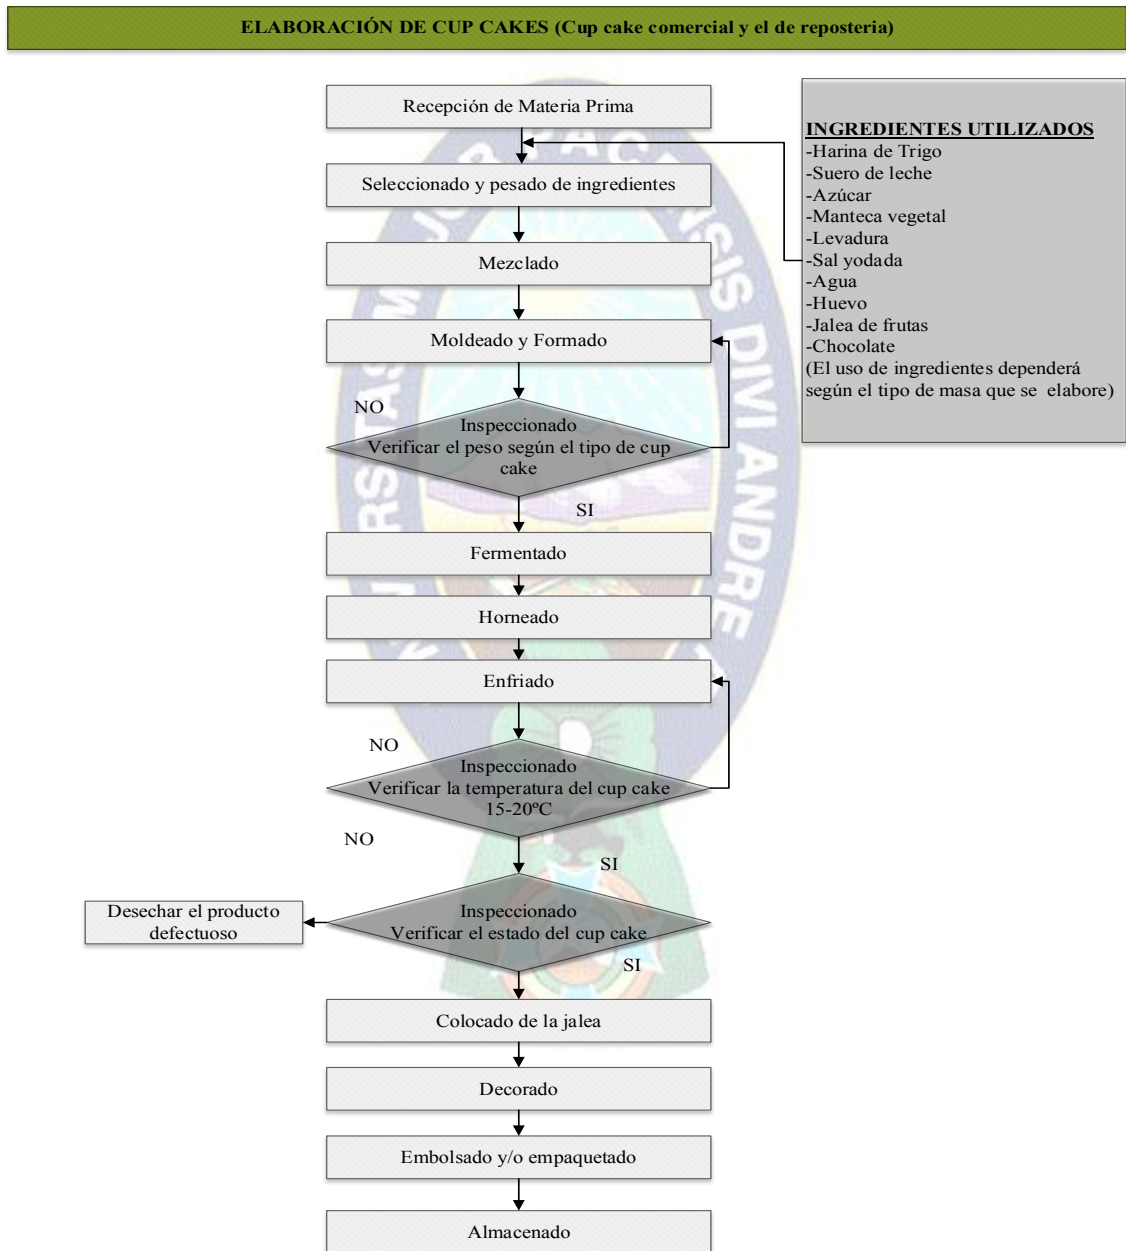 ELABORACIÓN DE CUP CAKES (Cup cake comercial y el de reposteria)
Recepción de Materia Prima
INGREDIENTES UTILIZADOS
-Harina de Trigo
-Suero de leche
-Azúcar
-Manteca vegetal
-Levadura
-Sal yodada
-Agua
-Huevo
-Jalea de frutas
-Chocolate
(El uso de ingredientes dependerá
según el tipo de masa que se elabore)
Seleccionado y pesado de ingredientes
Mezclado
Moldeado y Formado
NO
Inspeccionado
Verificar el peso según el tipo de cup
cake
SI
Fermentado
Horneado
Enfriado
NO
Inspeccionado
Verificar la temperatura del cup cake
15-20ºC
NO
SI
Desechar el producto
defectuoso
Inspeccionado
Verificar el estado del cup cake
SI
Colocado de la jalea
Decorado
Embolsado y/o empaquetado
Almacenado
PACENSIS DIVI ANDRE